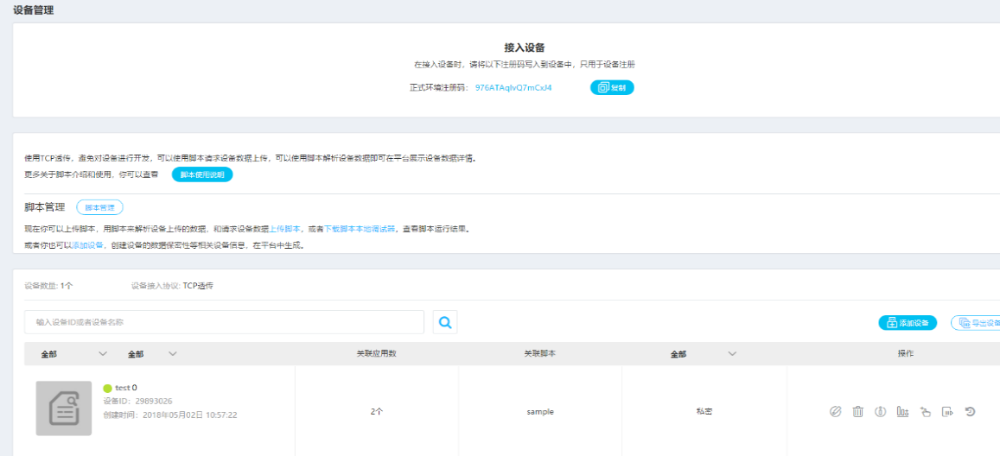 设备管理
接入设备
在接入设备时，请将以下注册码写入到设备中，只用于设备注册
正式环境注册码： 976ATAqIvQ7mCxJ4 复制
使用TCP透传，避免对设备进行开发，可以使用脚本请求设备数据上传，可以使用脚本解析设备数据即可在平台展示设备数据详情。
更多关于脚本介绍和使用，你可以查看 脚本使用说明
脚本管理 脚本管理
现在你可以上传脚本，用脚本来解析设备上传的数据，和请求设备数据上传脚本，或者下载脚本本地调试器，查看脚本运行结果。
或者你也可以添加设备，创建设备的数据保密性等相关设备信息，在平台中生成。
设备数量: 1个 设备接入协议: TCP透传
输入设备ID或者设备名称 添加设备 导出设备
全部 全部 关联应用数 关联脚本 全部 操作
test 0
设备ID： 29893026
创建时间： 2018年05月02日 10:57:22
2个 sample 私密